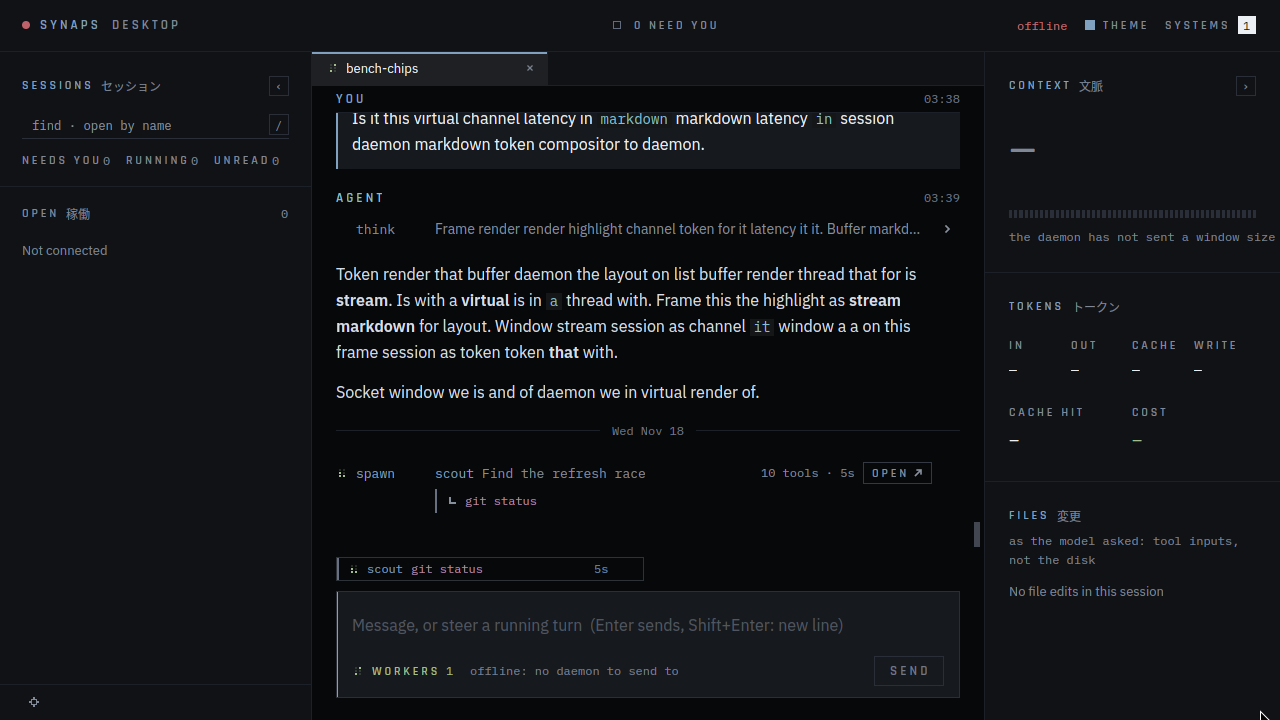 SYNAPS DESKTOP
0 NEED YOU
offline
THEME
SYSTEMS 1
SESSIONS セッション
‹
find · open by name
/
NEEDS YOU 0 RUNNING 0 UNREAD 0
OPEN 稼働
0
Not connected
bench-chips
×
YOU
03:38
Is it this virtual channel latency in markdown markdown latency in session
daemon markdown token compositor to daemon.
AGENT
03:39
think
Frame render render highlight channel token for it latency it it. Buffer markd…
›
Token render that buffer daemon the layout on list buffer render thread that for is
stream. Is with a virtual is in a thread with. Frame this the highlight as stream
markdown for layout. Window stream session as channel it window a a on this
frame session as token token that with.
Socket window we is and of daemon we in virtual render of.
Wed Nov 18
spawn
scout Find the refresh race
10 tools · 5s
OPEN ↗
git status
scout git status
5s
Message, or steer a running turn (Enter sends, Shift+Enter: new line)
WORKERS 1
offline: no daemon to send to
SEND
CONTEXT 文脈
›
—
the daemon has not sent a window size
TOKENS トークン
IN OUT CACHE WRITE
— — — —
CACHE HIT COST
— —
FILES 変更
as the model asked: tool inputs,
not the disk
No file edits in this session